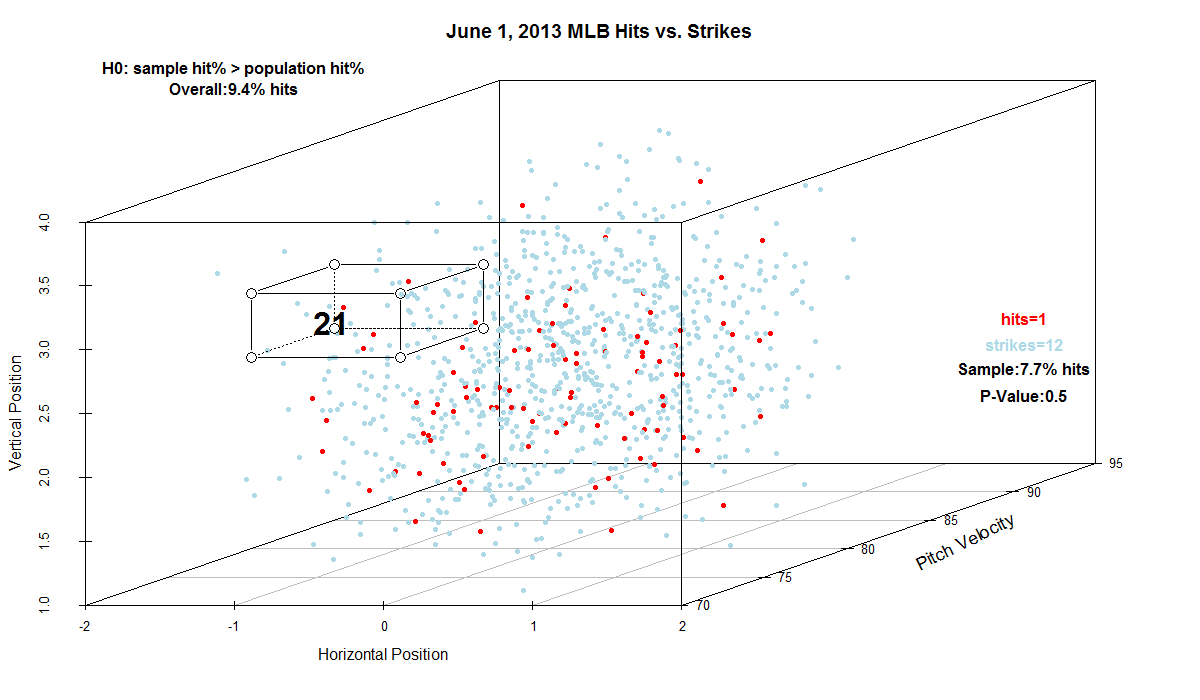 June 1, 2013 MLB Hits vs. Strikes
H0: sample hit% > population hit%
Overall:9.4% hits
4.0
3.5
3.0
2.5
2.0
1.5
1.0
Vertical Position
21
hits=1
strikes=12
Sample:7.7% hits
P-Value:0.5
95
90
85
80
75
70
Pitch Velocity
-2 -1 0 1 2
Horizontal Position